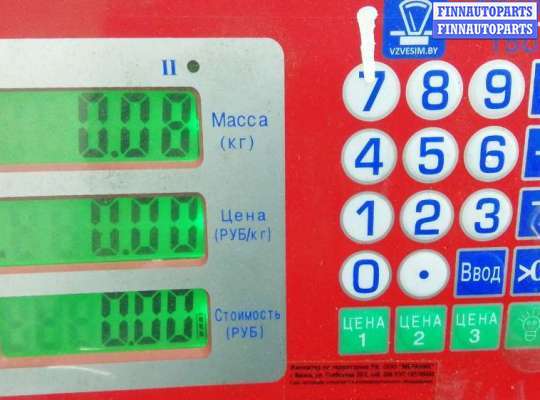 FINNAUTOPARTS
FINNAUTOPARTS
VZVESIM.BY
II
0.08
Масса
(кг)
7 8 9
4 5 6
0.00
Цена
(РУБ/кг)
1 2 3
0 • Ввод >0
0.00
Стоимость
(РУБ)
ЦЕНА 1
ЦЕНА 2
ЦЕНА 3